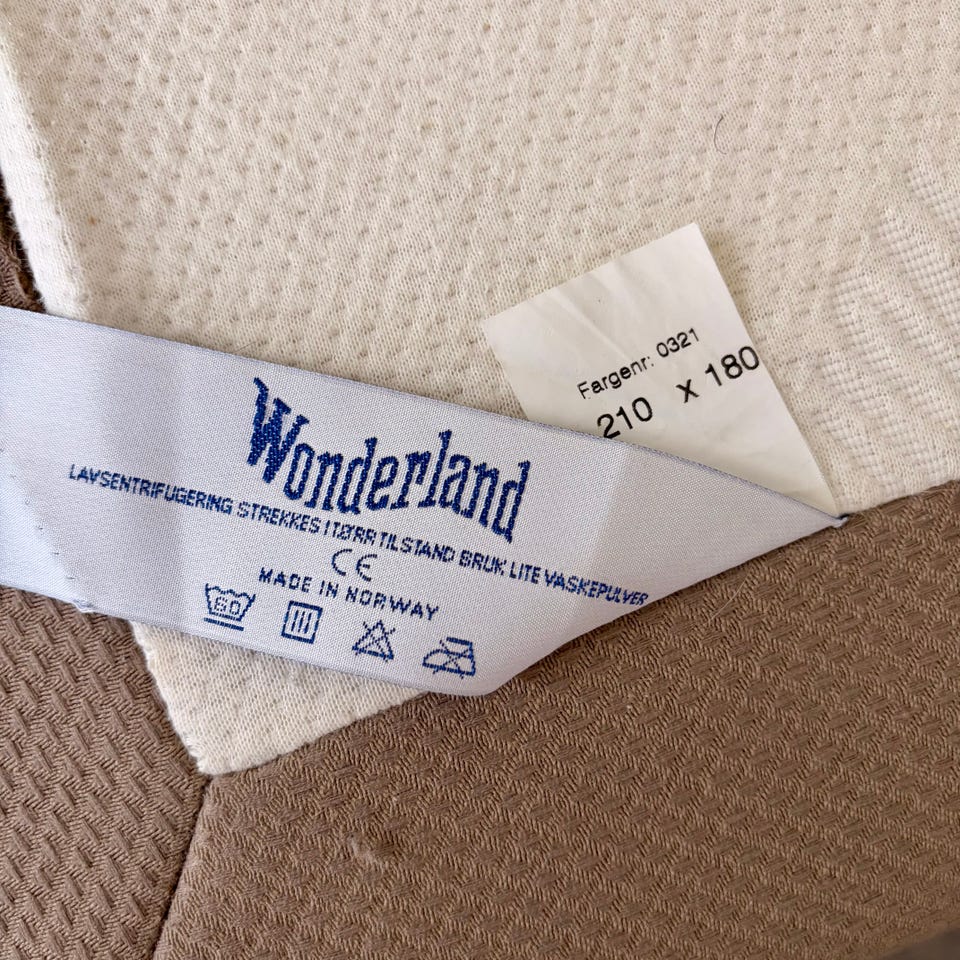 Fargenr: 0321
210 x 180
Wonderland
LAVSENTRIFUGERING STREKKES I TØRR TILSTAND BRUK LITE VASKEPULVER
CE
MADE IN NORWAY
60